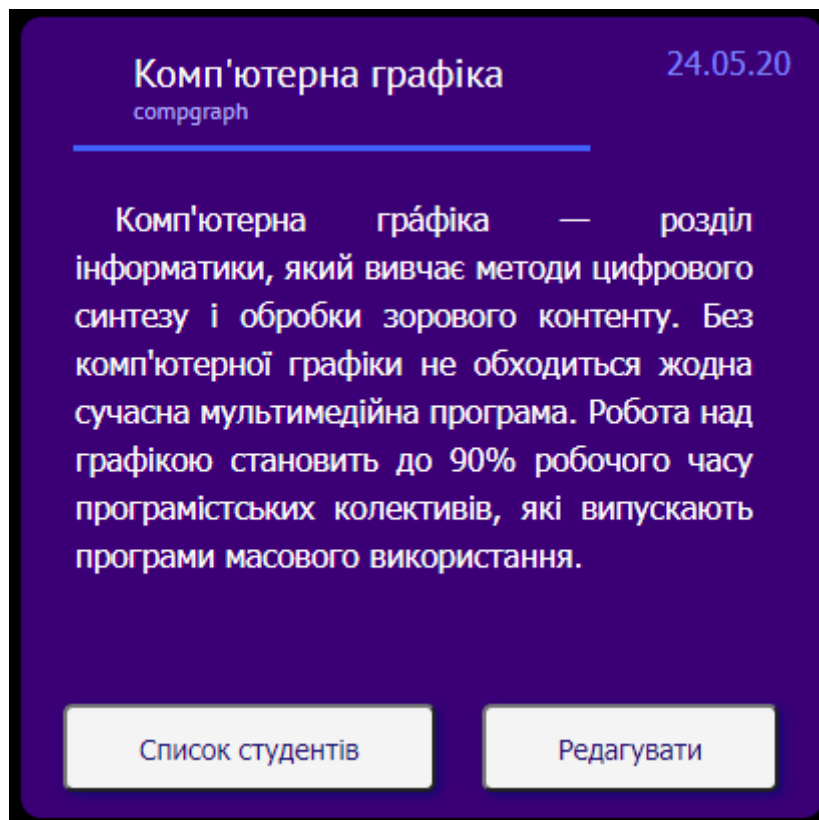 Комп'ютерна графіка
24.05.20
compgraph
Комп'ютерна гра́фіка — розділ
інформатики, який вивчає методи цифрового
синтезу і обробки зорового контенту. Без
комп'ютерної графіки не обходиться жодна
сучасна мультимедійна програма. Робота над
графікою становить до 90% робочого часу
програмістських колективів, які випускають
програми масового використання.
Список студентів
Редагувати